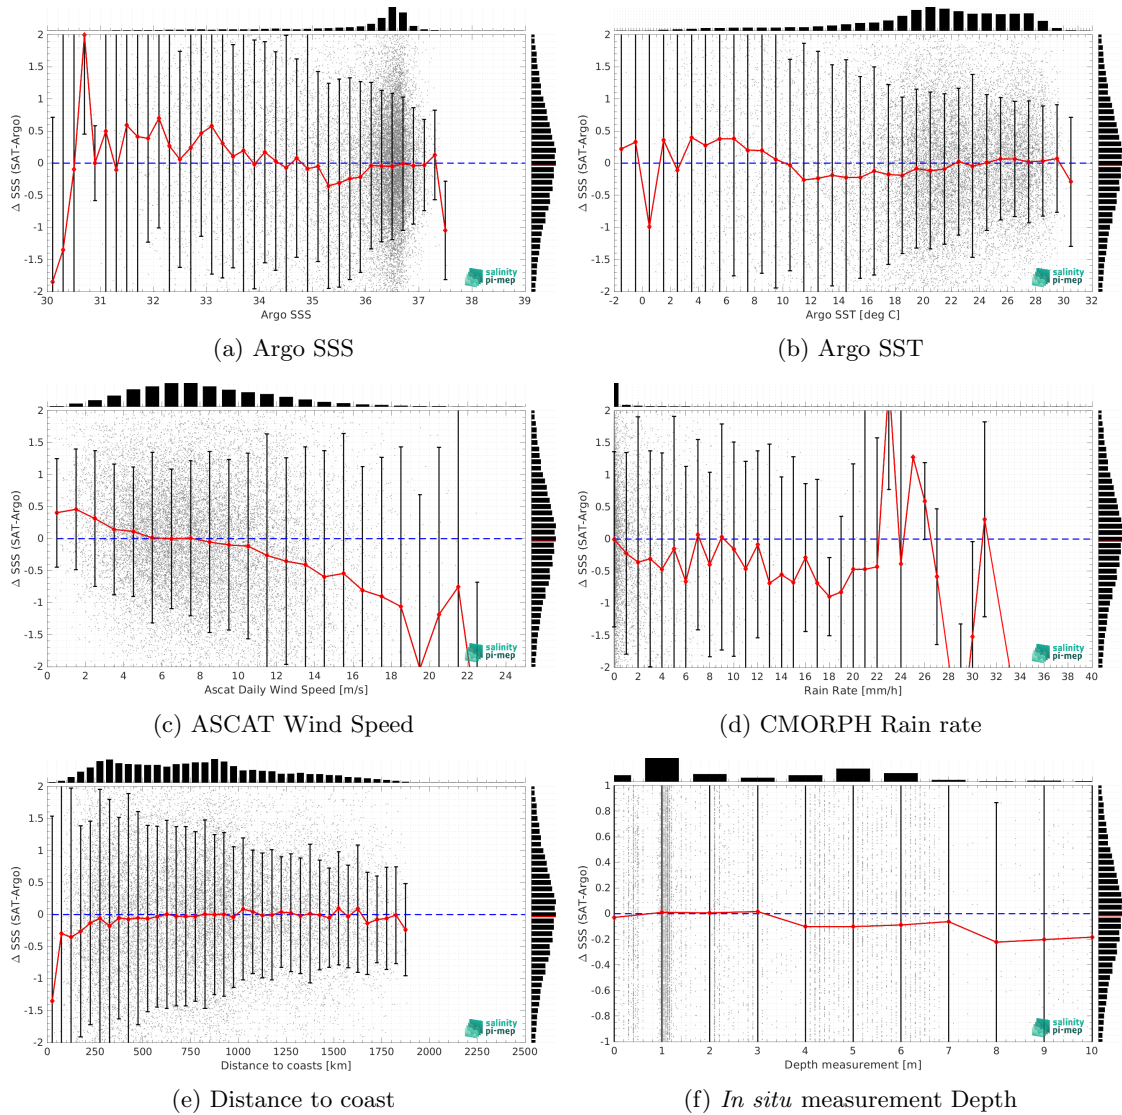 2
1.5
1
0.5
0
-0.5
-1
-1.5
-2
Δ SSS (SAT-Argo)
30 31 32 33 34 35 36 37 38 39
Argo SSS
salinity
pi-mep
(a) Argo SSS
2
1.5
1
0.5
0
-0.5
-1
-1.5
-2
Δ SSS (SAT-Argo)
-2 0 2 4 6 8 10 12 14 16 18 20 22 24 26 28 30 32
Argo SST [deg C]
salinity
pi-mep
(b) Argo SST
2
1.5
1
0.5
0
-0.5
-1
-1.5
-2
Δ SSS (SAT-Argo)
0 2 4 6 8 10 12 14 16 18 20 22 24
Ascat Daily Wind Speed [m/s]
salinity
pi-mep
(c) ASCAT Wind Speed
2
1.5
1
0.5
0
-0.5
-1
-1.5
-2
Δ SSS (SAT-Argo)
0 2 4 6 8 10 12 14 16 18 20 22 24 26 28 30 32 34 36 38 40
Rain Rate [mm/h]
salinity
pi-mep
(d) CMORPH Rain rate
2
1.5
1
0.5
0
-0.5
-1
-1.5
-2
Δ SSS (SAT-Argo)
0 250 500 750 1000 1250 1500 1750 2000 2250 2500
Distance to coasts [km]
salinity
pi-mep
(e) Distance to coast
1
0.8
0.6
0.4
0.2
0
-0.2
-0.4
-0.6
-0.8
-1
Δ SSS (SAT-Argo)
0 1 2 3 4 5 6 7 8 9 10
Depth measurement [m]
salinity
pi-mep
(f) In situ measurement Depth